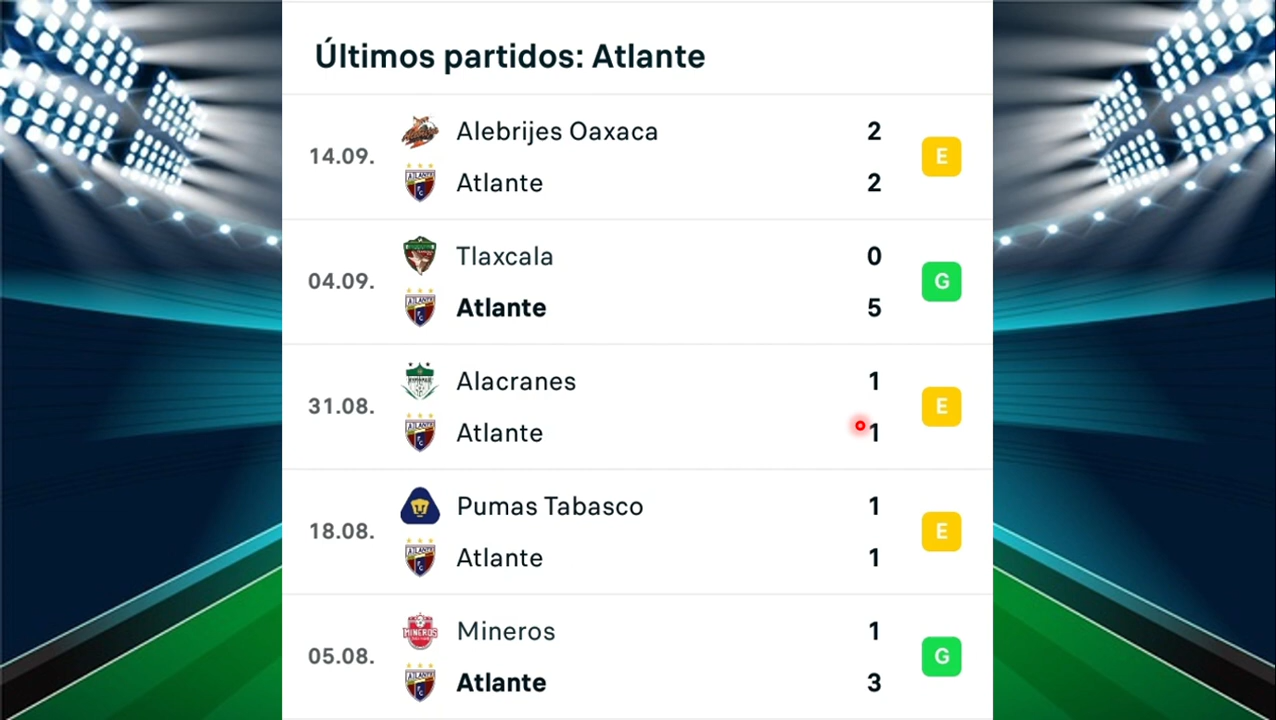 Últimos partidos: Atlante
14.09.
Alebrijes Oaxaca 2
Atlante 2
E
04.09.
Tlaxcala 0
Atlante 5
G
31.08.
Alacranes 1
Atlante 1
E
18.08.
Pumas Tabasco 1
Atlante 1
E
05.08.
Mineros 1
Atlante 3
G